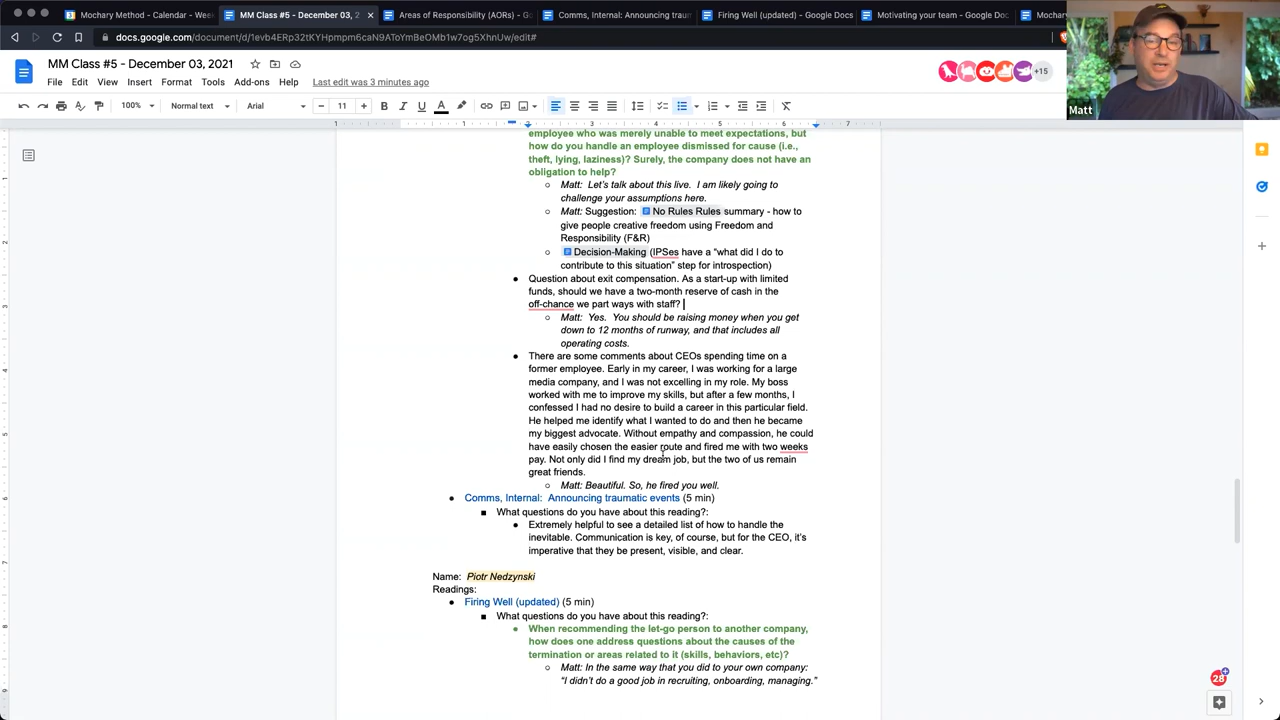 Mochary Method - Calendar - Week
MM Class #5 - December 03, 2
Areas of Responsibility (AORs) - Go
Comms, Internal: Announcing traum
Firing Well (updated) - Google Docs
Motivating your team - Google Doc
Mochar
docs.google.com/document/d/1evb4ERp32tKYHpmpm6caN9AToYmBeOMb1w7og5XhnUw/edit#
MM Class #5 - December 03, 2021
File Edit View Insert Format Tools Add-ons Help Last edit was 3 minutes ago
+15
Matt
100% Normal text Arial 11
employee who was merely unable to meet expectations, but
how do you handle an employee dismissed for cause (i.e.,
theft, lying, laziness)? Surely, the company does not have an
obligation to help?
Matt: Let's talk about this live. I am likely going to
challenge your assumptions here.
Matt: Suggestion: No Rules Rules summary - how to
give people creative freedom using Freedom and
Responsibility (F&R)
Decision-Making (IPSes have a "what did I do to
contribute to this situation" step for introspection)
Question about exit compensation. As a start-up with limited
funds, should we have a two-month reserve of cash in the
off-chance we part ways with staff?
Matt: Yes. You should be raising money when you get
down to 12 months of runway, and that includes all
operating costs.
There are some comments about CEOs spending time on a
former employee. Early in my career, I was working for a large
media company, and I was not excelling in my role. My boss
worked with me to improve my skills, but after a few months, I
confessed I had no desire to build a career in this particular field.
He helped me identify what I wanted to do and then he became
my biggest advocate. Without empathy and compassion, he could
have easily chosen the easier route and fired me with two weeks
pay. Not only did I find my dream job, but the two of us remain
great friends.
Matt: Beautiful. So, he fired you well.
Comms, Internal: Announcing traumatic events (5 min)
What questions do you have about this reading?:
Extremely helpful to see a detailed list of how to handle the
inevitable. Communication is key, of course, but for the CEO, it's
imperative that they be present, visible, and clear.
Name: Piotr Nedzynski
Readings:
Firing Well (updated) (5 min)
What questions do you have about this reading?:
When recommending the let-go person to another company,
how does one address questions about the causes of the
termination or areas related to it (skills, behaviors, etc)?
Matt: In the same way that you did to your own company:
"I didn't do a good job in recruiting, onboarding, managing."
28